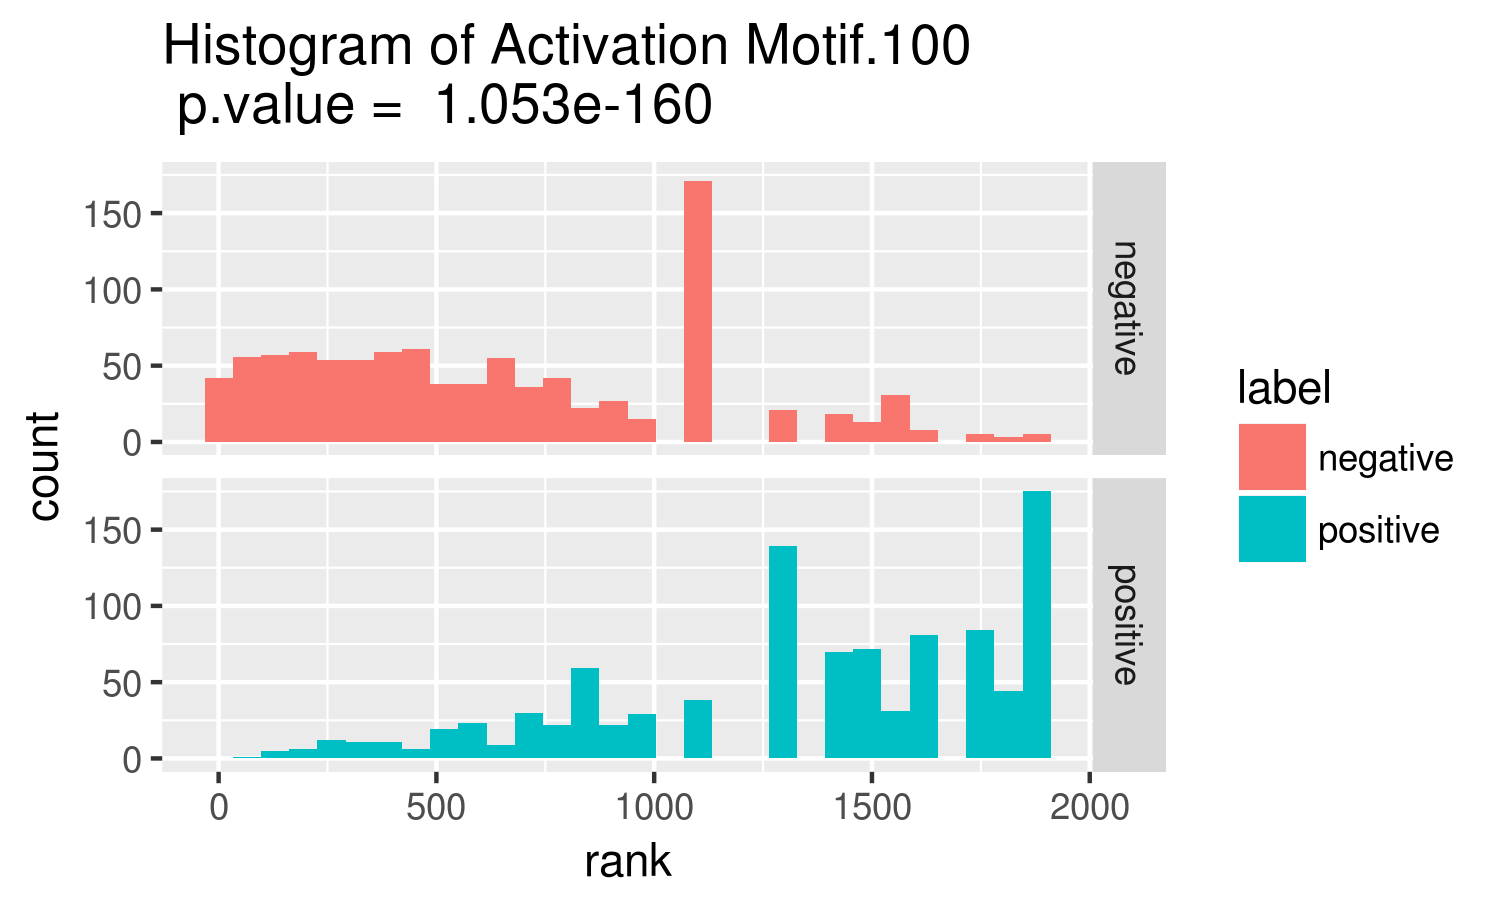 Histogram of Activation Motif.100
p.value = 1.053e-160
150
100
50
0
negative
150
100
50
0
positive
0 500 1000 1500 2000
rank
count
label
negative
positive